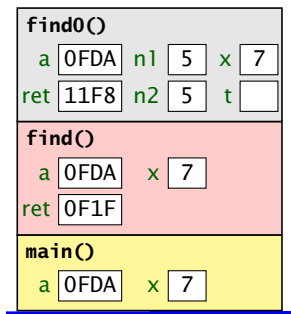 find0()
a 0FDA n1 5 x 7
ret 11F8 n2 5 t
find()
a 0FDA x 7
ret 0F1F
main()
a 0FDA x 7